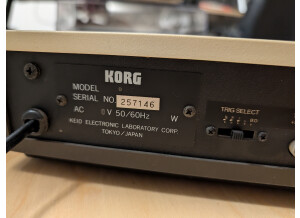 KORG
MODEL
SERIAL NO. 257146
AC V 50/60Hz W
KEIO ELECTRONIC LABORATORY CORP.
TOKYO/JAPAN
TRIG SELECT